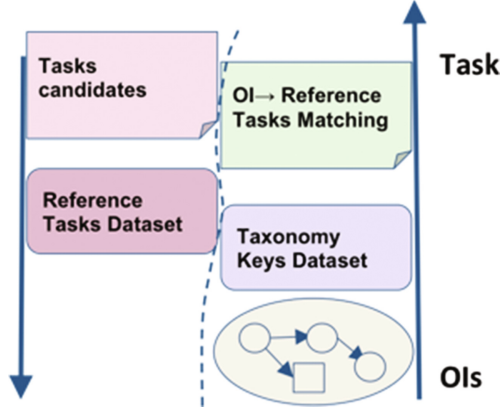 Tasks
candidates
Reference
Tasks Dataset
OI→ Reference
Tasks Matching
Taxonomy
Keys Dataset
Task
OIs